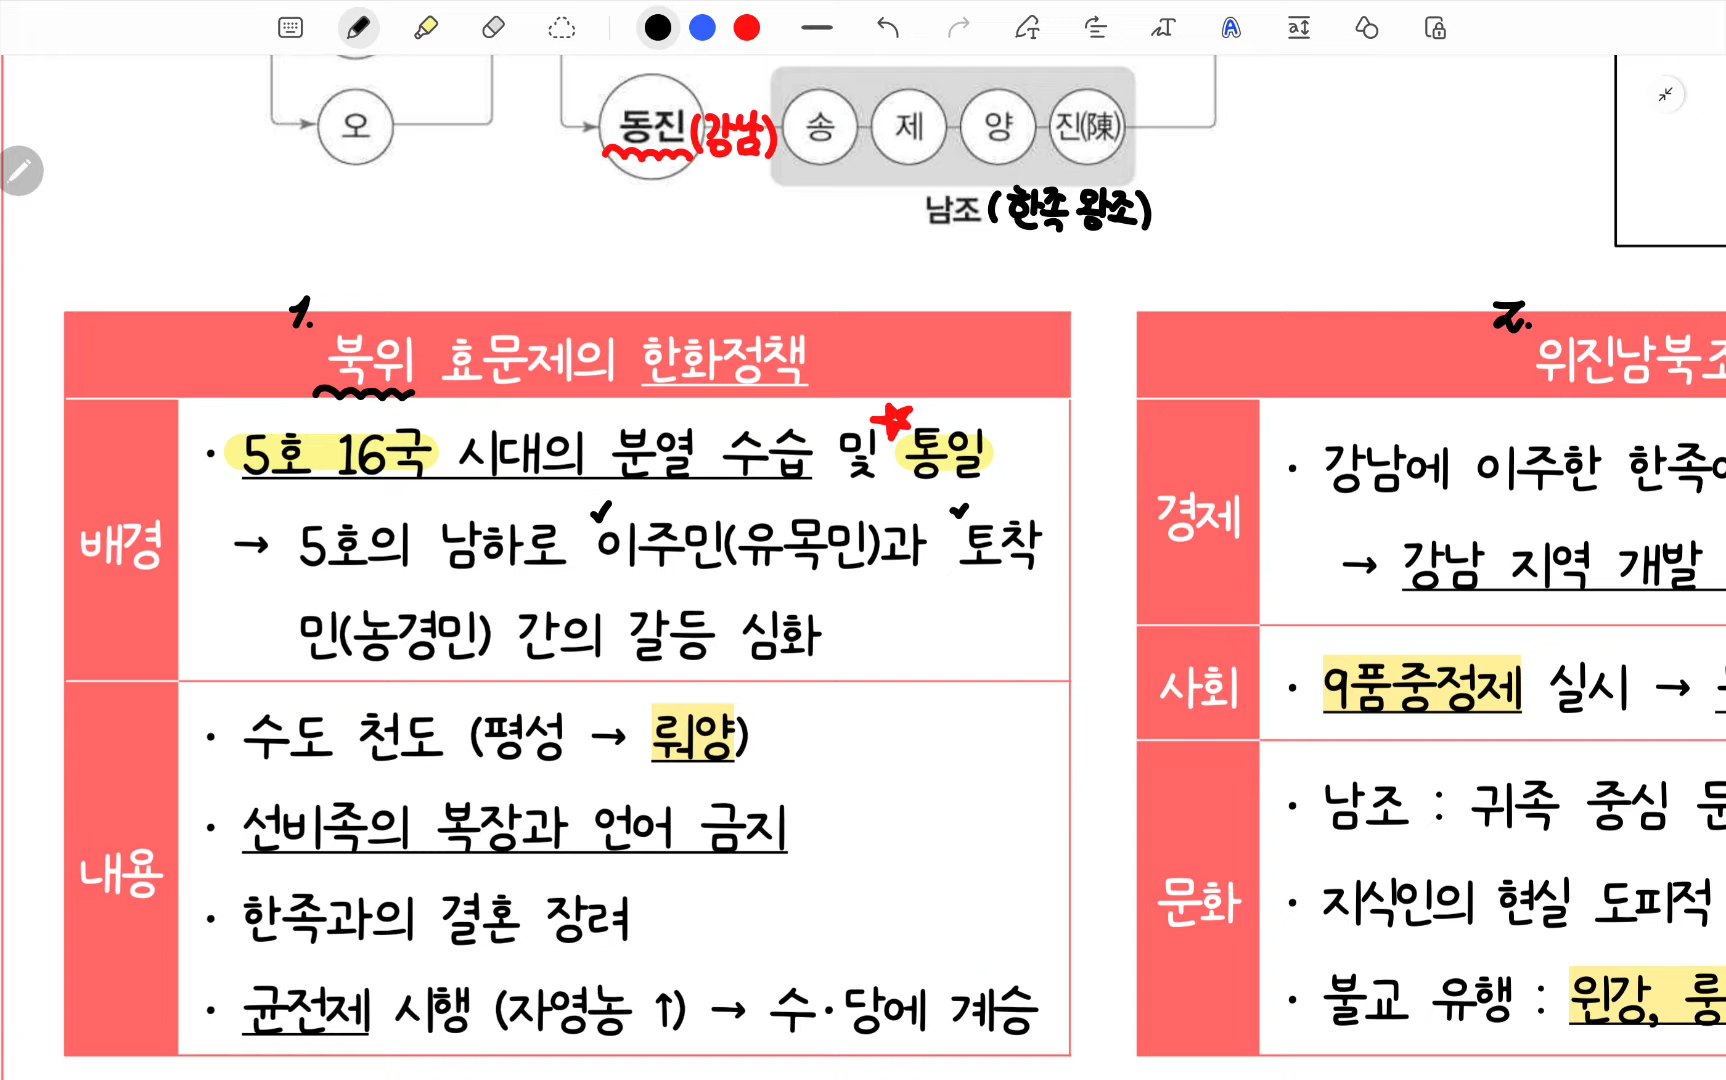 오
동진(강남)
송 제 양 진(陳)
남조 (한족 왕조)
1.
북위 효문제의 한화정책
배경
· 5호 16국 시대의 분열 수습 및 통일
→ 5호의 남하로 이주민(유목민)과 토착
민(농경민) 간의 갈등 심화
내용
· 수도 천도 (평성 → 뤄양)
· 선비족의 복장과 언어 금지
· 한족과의 결혼 장려
· 균전제 시행 (자영농 ↑) → 수·당에 계승
2.
위진남북조
경제
· 강남에 이주한 한족
→ 강남 지역 개발
사회
· 9품중정제 실시 →
문화
· 남조 : 귀족 중심
· 지식인의 현실 도피적
· 불교 유행 : 윈강, 룽